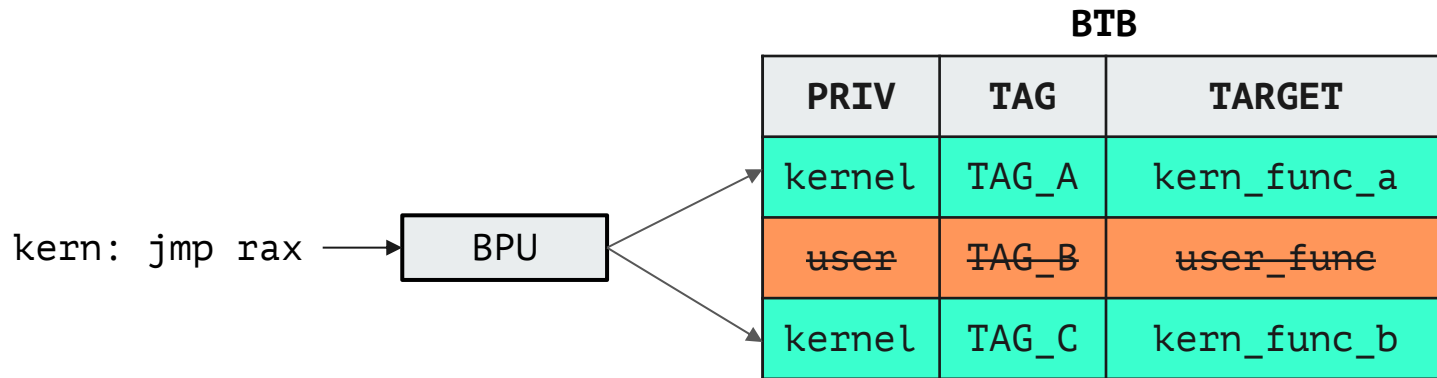 BTB
PRIV TAG TARGET
kernel TAG_A kern_func_a
kern: jmp rax BPU user TAG_B user_func
kernel TAG_C kern_func_b